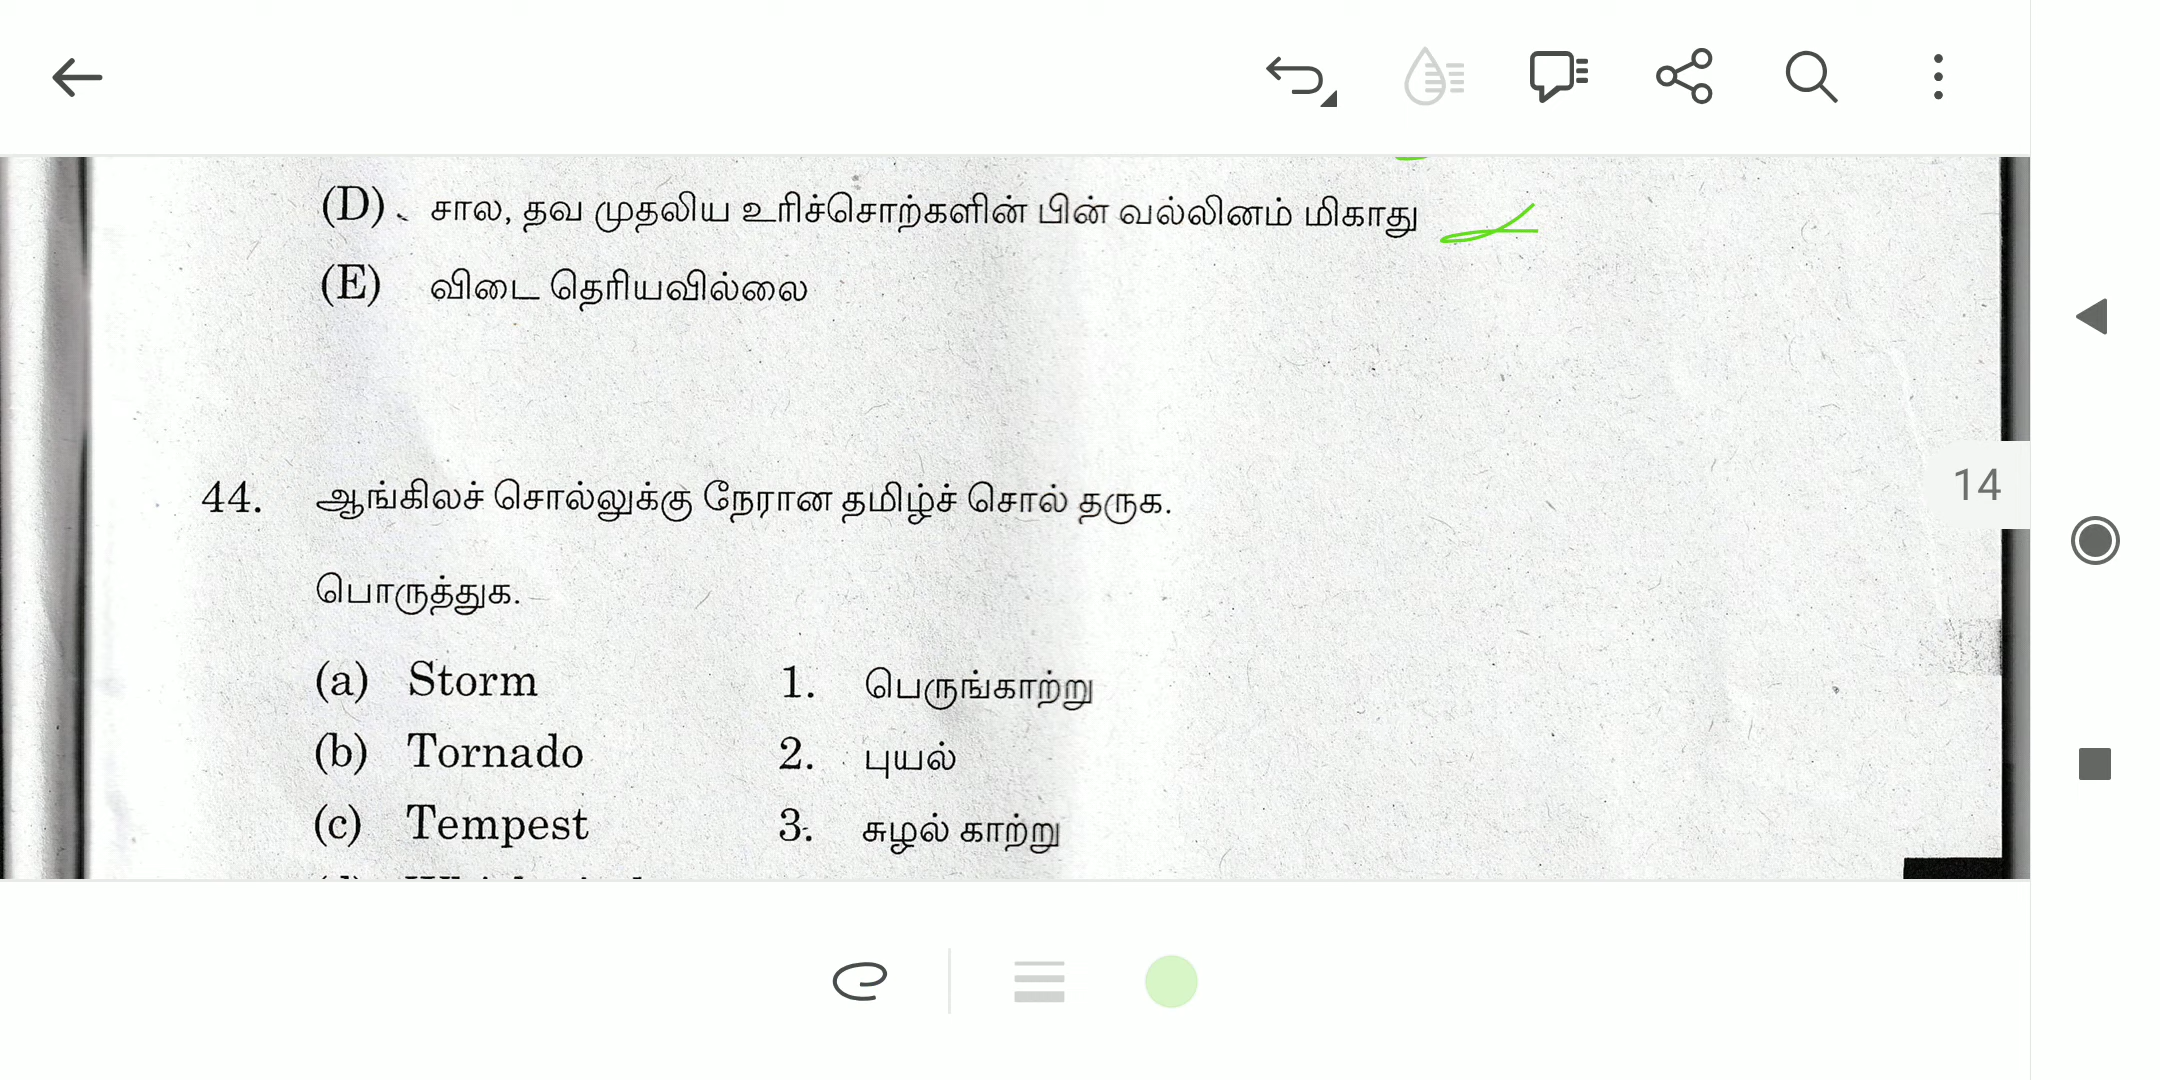 (D) சால, தவ முதலிய உரிச்சொற்களின் பின் வல்லினம் மிகாது
(E) விடை தெரியவில்லை
14
44. ஆங்கிலச் சொல்லுக்கு நேரான தமிழ்ச் சொல் தருக.
பொருத்துக.
(a) Storm 1. பெருங்காற்று
(b) Tornado 2. புயல்
(c) Tempest 3. சுழல் காற்று